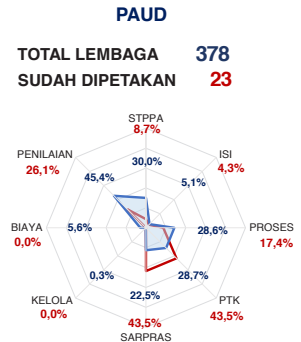 PAUD
TOTAL LEMBAGA 378
SUDAH DIPETAKAN 23
STPPA
8,7%
PENILAIAN
26,1%
ISI
4,3%
30,0%
45,4%
5,1%
BIAYA
0,0%
5,6%
28,6%
PROSES
17,4%
0,3%
28,7%
22,5%
KELOLA
0,0%
PTK
43,5%
43,5%
SARPRAS